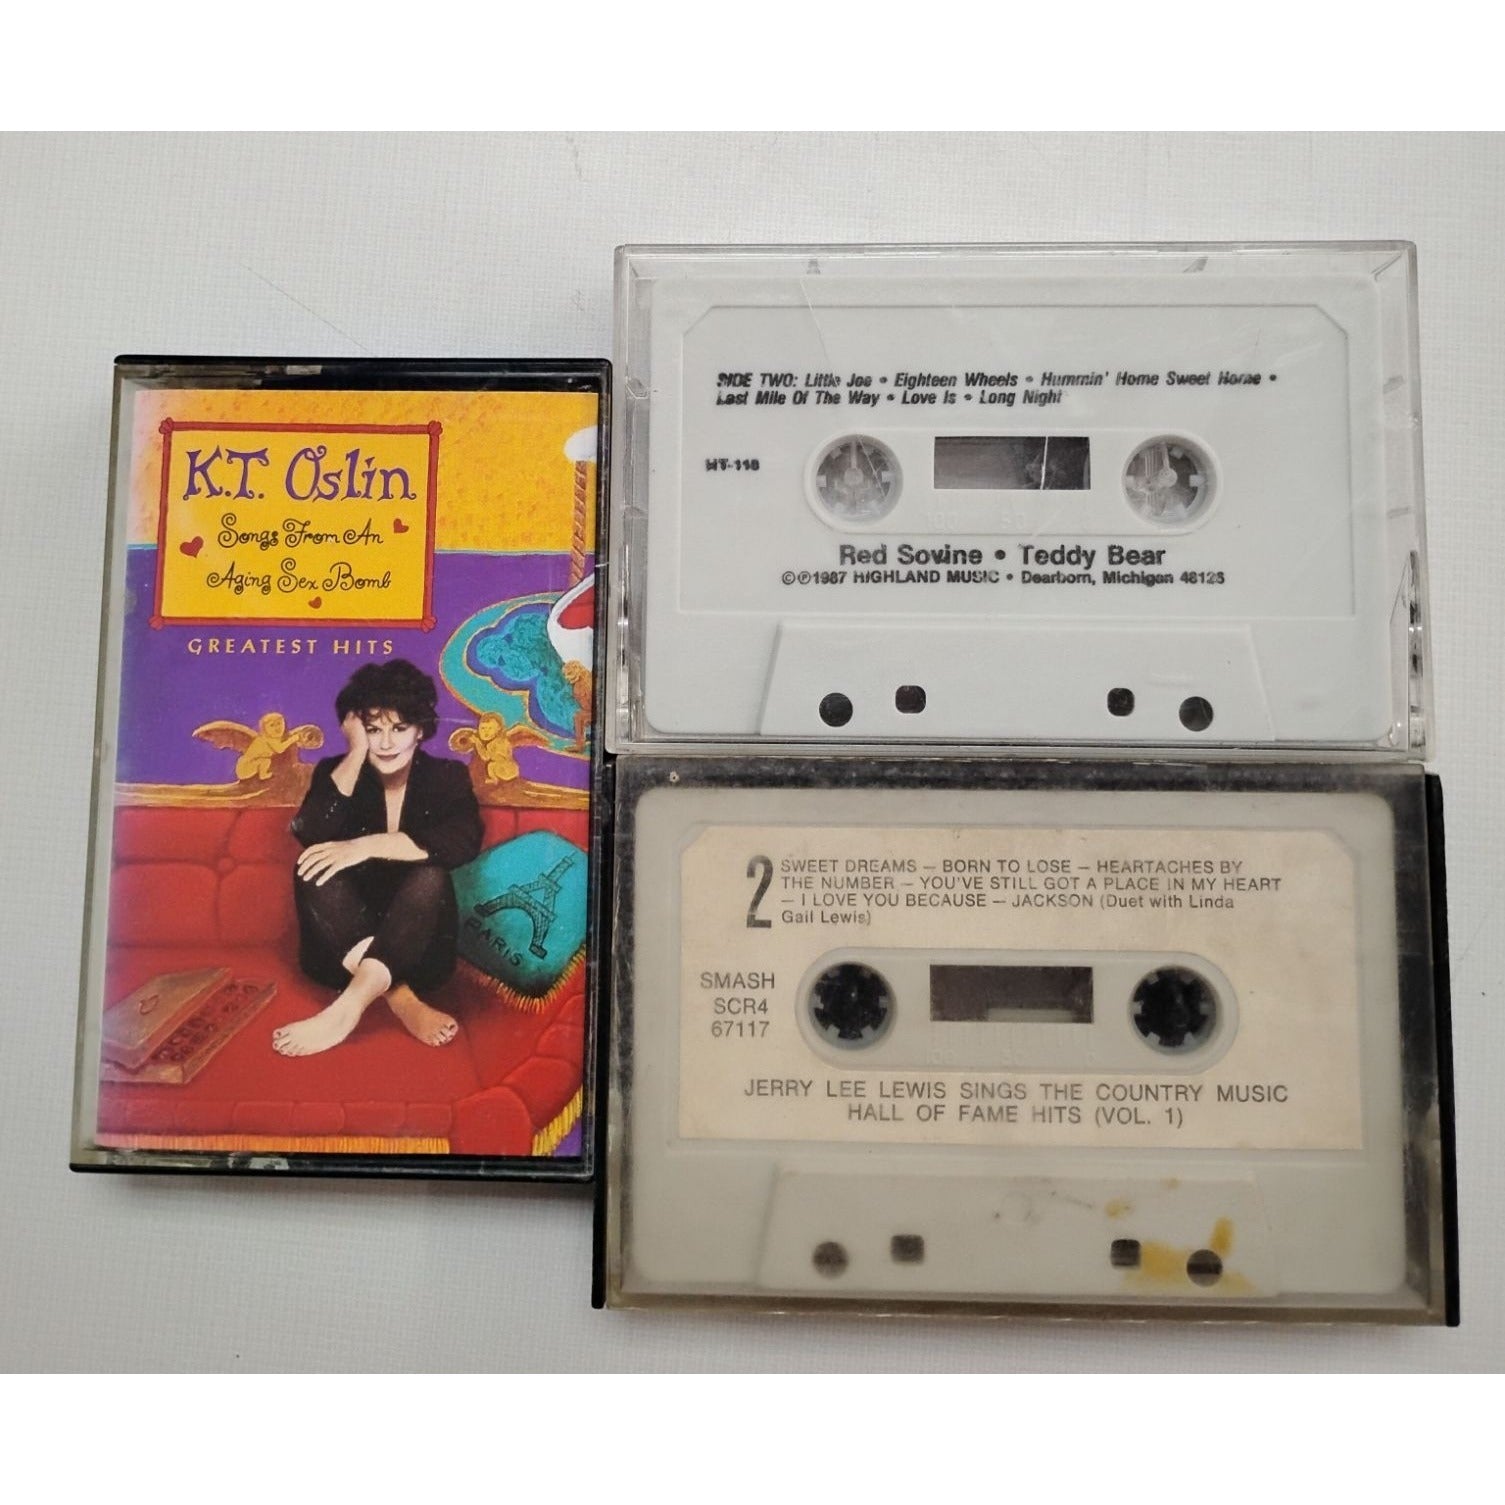 K.T. Oslin
Songs From An
Aging Sex Bomb
GREATEST HITS
PARIS
SIDE TWO: Little Joe • Eighteen Wheels • Hummin' Home Sweet Home •
Last Mile Of The Way • Love Is • Long Night
HT-118
Red Sovine • Teddy Bear
©℗1987 HIGHLAND MUSIC • Dearborn, Michigan 48126
2
SWEET DREAMS – BORN TO LOSE – HEARTACHES BY
THE NUMBER – YOU'VE STILL GOT A PLACE IN MY HEART
– I LOVE YOU BECAUSE – JACKSON (Duet with Linda
Gail Lewis)
SMASH
SCR4
67117
JERRY LEE LEWIS SINGS THE COUNTRY MUSIC
HALL OF FAME HITS (VOL. 1)